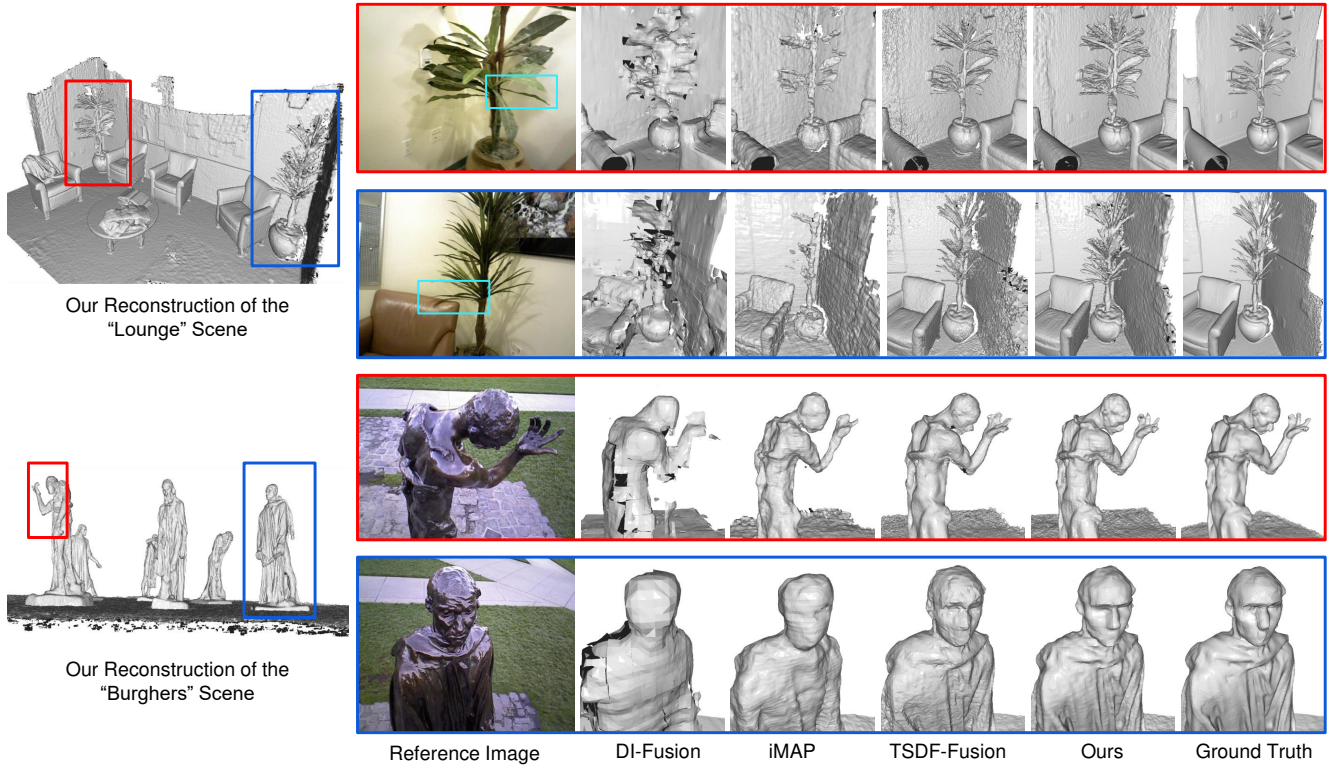 Our Reconstruction of the
“Lounge” Scene
Our Reconstruction of the
“Burghers” Scene
Reference Image
DI-Fusion
iMAP
TSDF-Fusion
Ours
Ground Truth